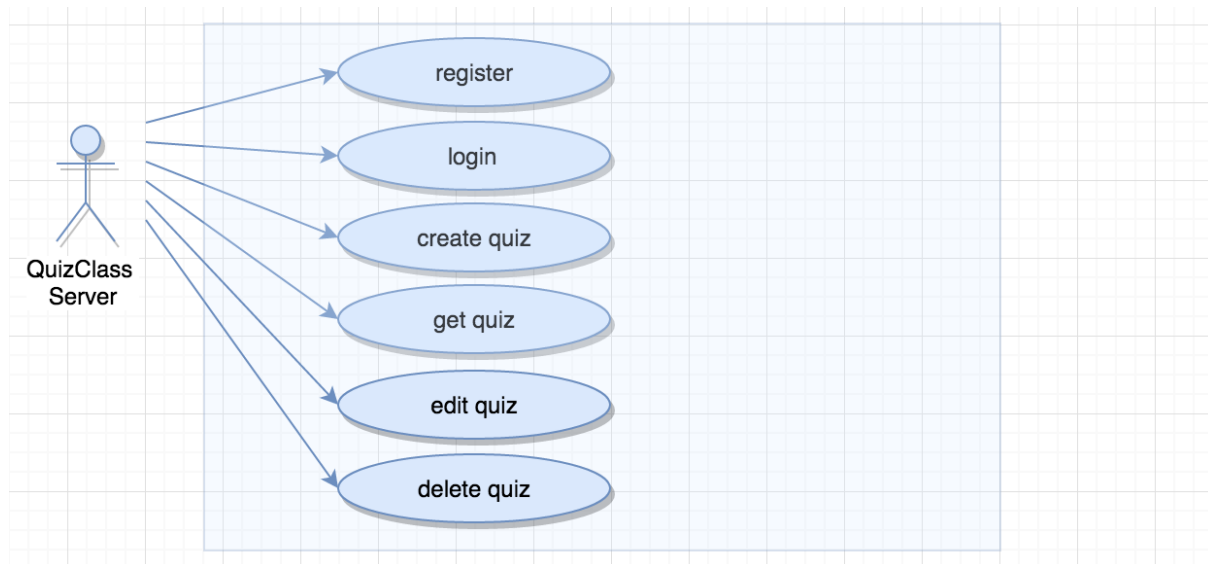 register
login
create quiz
get quiz
edit quiz
delete quiz
QuizClass
Server